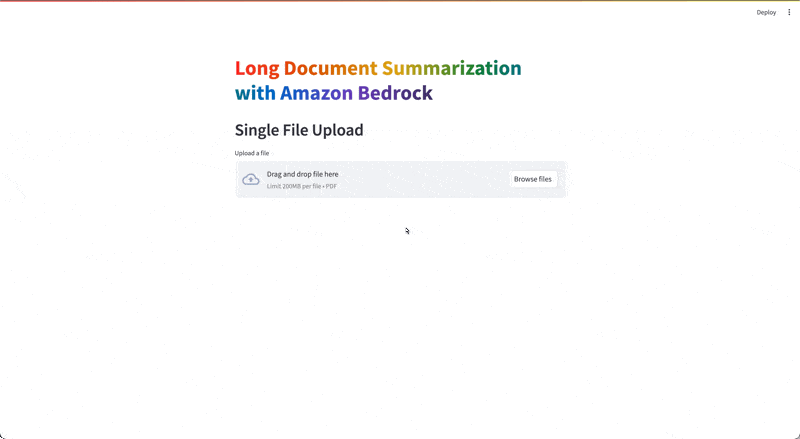 Deploy
Long Document Summarization
with Amazon Bedrock
Single File Upload
Upload a file
Drag and drop file here
Limit 200MB per file • PDF
Browse files